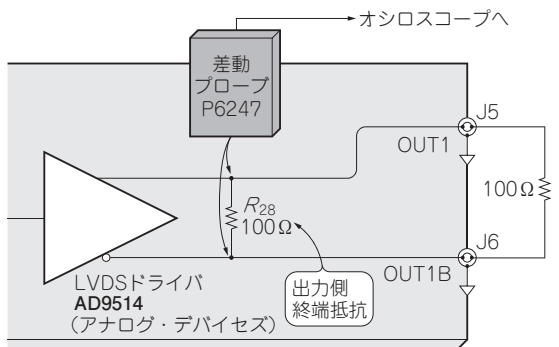 オシロスコープへ
差動
プローブ
P6247
J5
OUT1
R28
100Ω
100Ω
J6
OUT1B
LVDSドライバ
AD9514
(アナログ・デバイセズ)
出力側
終端抵抗